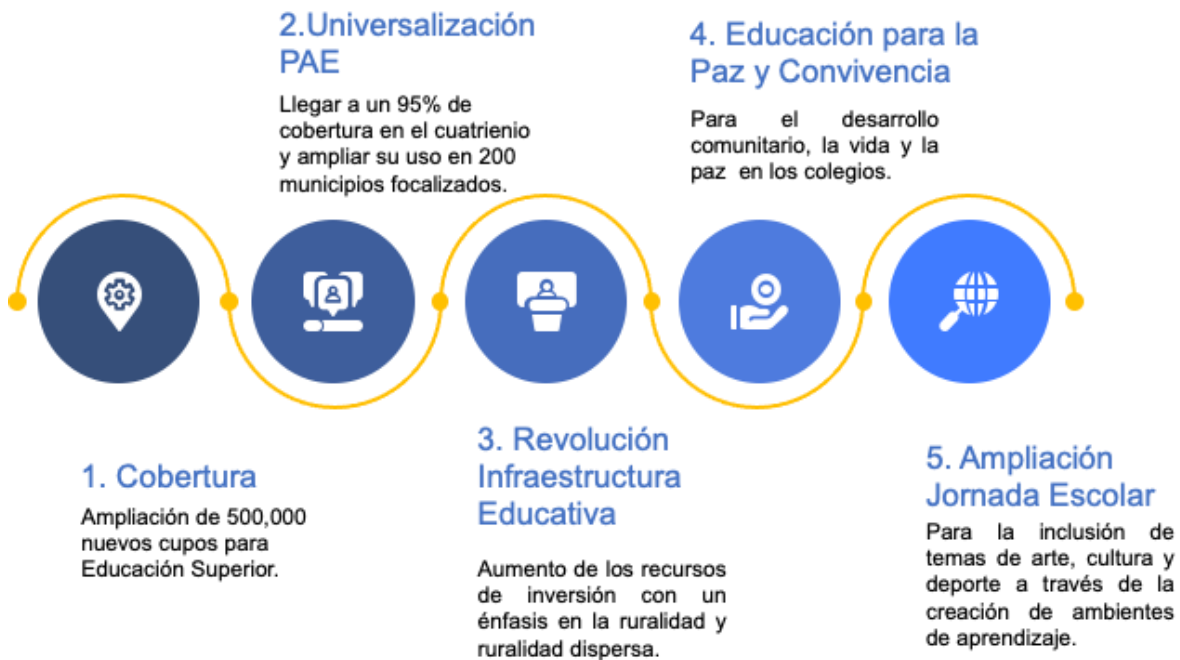 1. Cobertura
Ampliación de 500,000
nuevos cupos para
Educación Superior.
2.Universalización
PAE
Llegar a un 95% de
cobertura en el cuatrienio
y ampliar su uso en 200
municipios focalizados.
3. Revolución
Infraestructura
Educativa
Aumento de los recursos
de inversión con un
énfasis en la ruralidad y
ruralidad dispersa.
4. Educación para la
Paz y Convivencia
Para el desarrollo
comunitario, la vida y la
paz en los colegios.
5. Ampliación
Jornada Escolar
Para la inclusión de
temas de arte, cultura y
deporte a través de la
creación de ambientes
de aprendizaje.